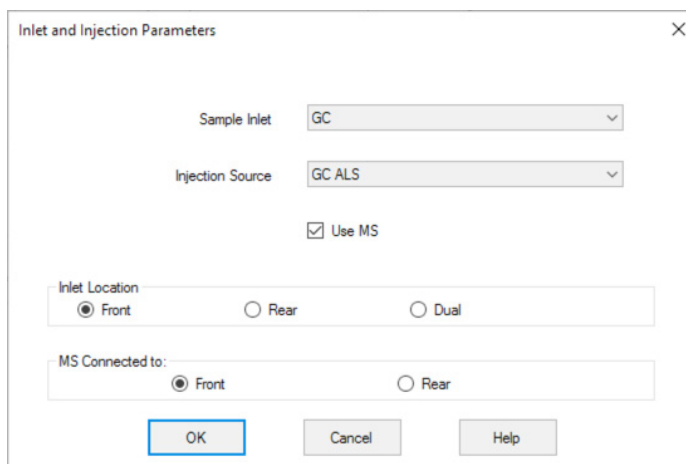 Inlet and Injection Parameters
Sample Inlet GC
Injection Source GC ALS
Use MS
Inlet Location
Front Rear Dual
MS Connected to:
Front Rear
OK Cancel Help